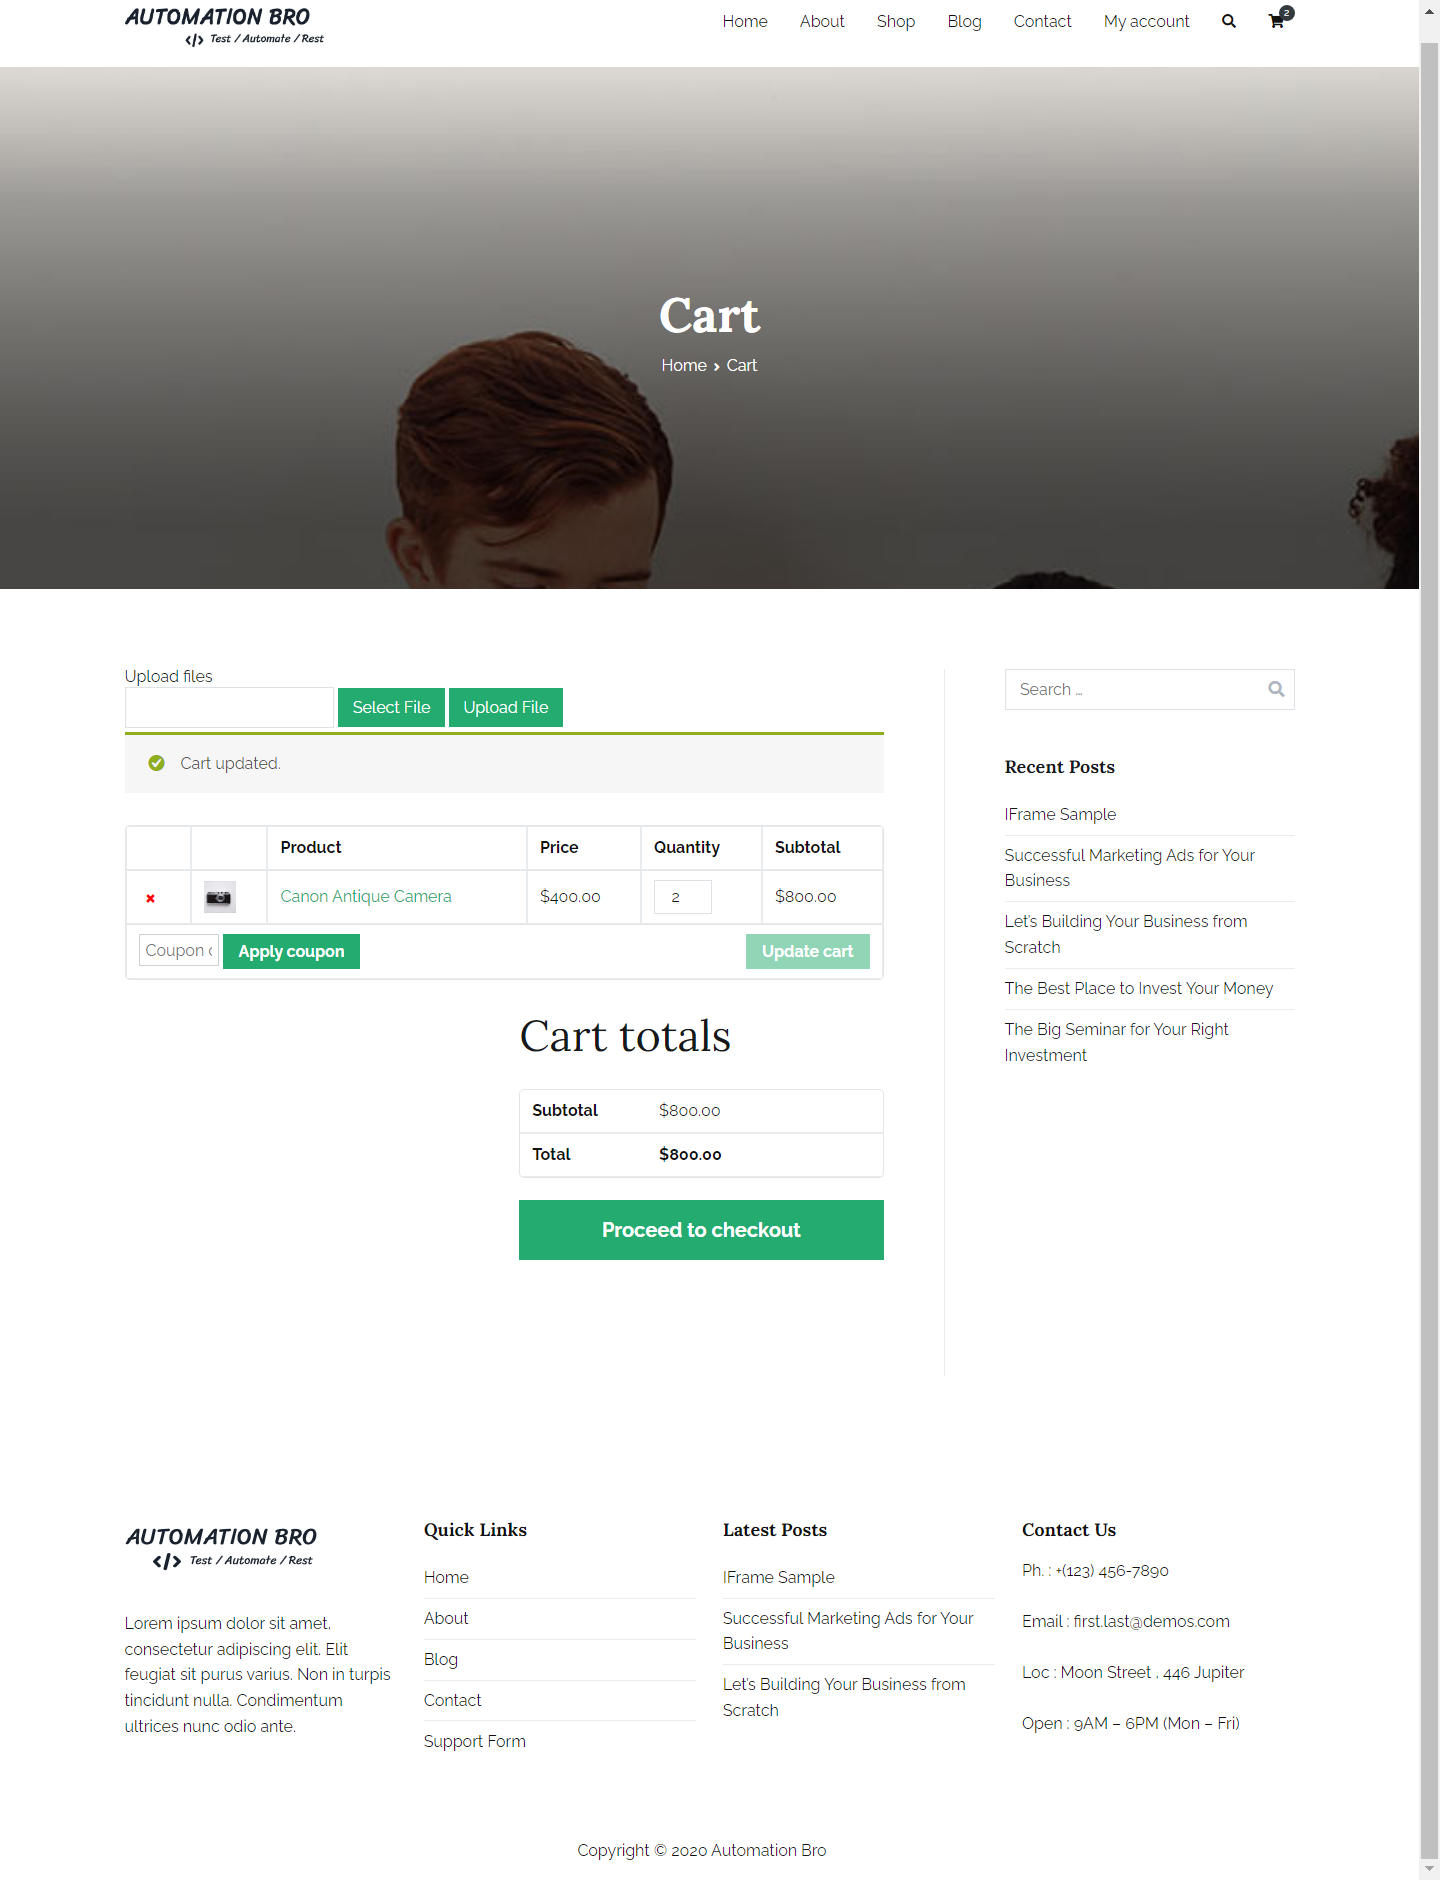 AUTOMATION BRO
</> Test / Automate / Rest
Home About Shop Blog Contact My account 2
Cart
Home › Cart
Upload files
Select File Upload File
Cart updated.
Product Price Quantity Subtotal
Canon Antique Camera $400.00 2 $800.00
Coupon c Apply coupon Update cart
Cart totals
Subtotal $800.00
Total $800.00
Proceed to checkout
Search …
Recent Posts
IFrame Sample
Successful Marketing Ads for Your
Business
Let's Building Your Business from
Scratch
The Best Place to Invest Your Money
The Big Seminar for Your Right
Investment
AUTOMATION BRO
</> Test / Automate / Rest
Lorem ipsum dolor sit amet,
consectetur adipiscing elit. Elit
feugiat sit purus varius. Non in turpis
tincidunt nulla. Condimentum
ultrices nunc odio ante.
Quick Links
Home
About
Blog
Contact
Support Form
Latest Posts
IFrame Sample
Successful Marketing Ads for Your
Business
Let's Building Your Business from
Scratch
Contact Us
Ph. : +(123) 456-7890
Email : first.last@demos.com
Loc : Moon Street , 446 Jupiter
Open : 9AM – 6PM (Mon – Fri)
Copyright © 2020 Automation Bro